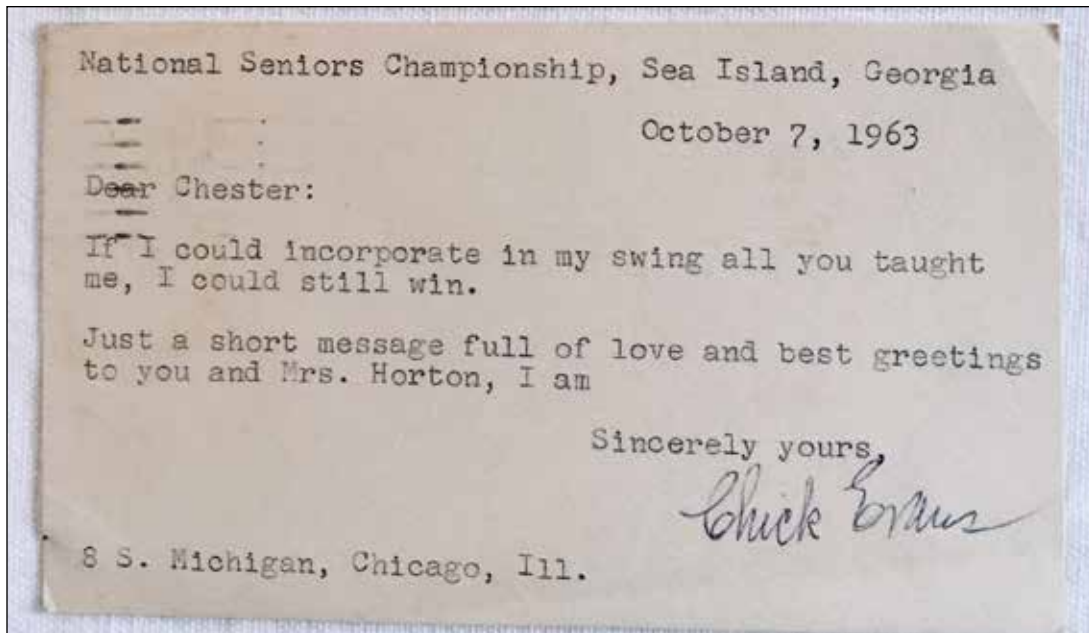 National Seniors Championship, Sea Island, Georgia
October 7, 1963
Dear Chester:
If I could incorporate in my swing all you taught
me, I could still win.
Just a short message full of love and best greetings
to you and Mrs. Horton, I am
Sincerely yours,
Chick Evans
8 S. Michigan, Chicago, Ill.